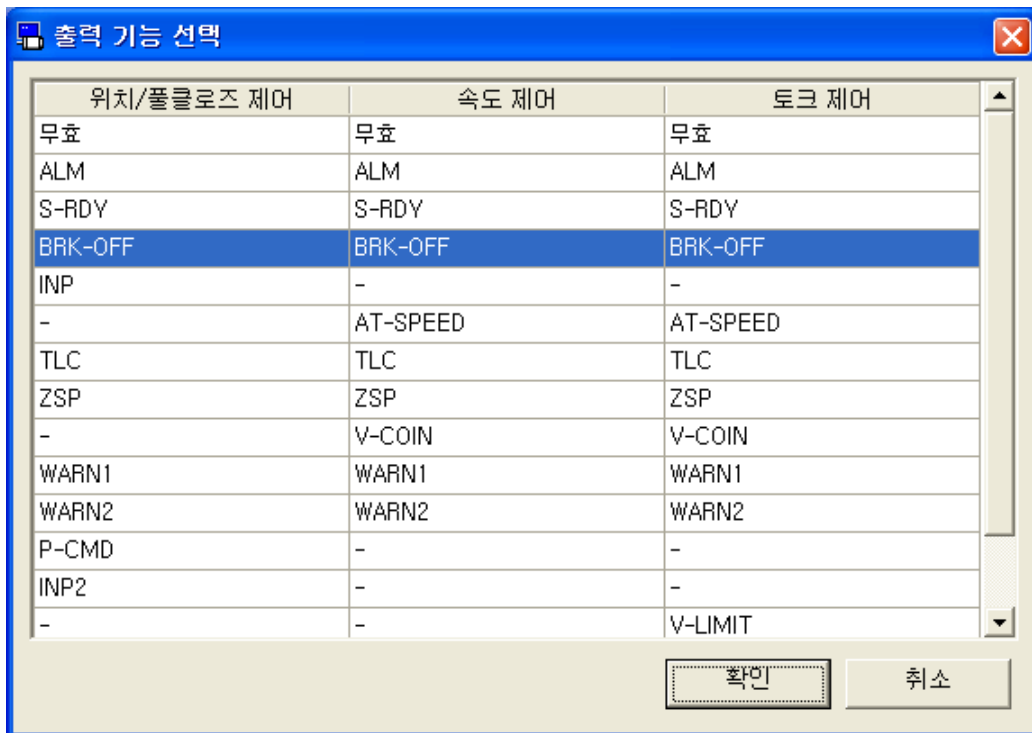 출력 기능 선택
위치/풀클로즈 제어 속도 제어 토크 제어
무효 무효 무효
ALM ALM ALM
S-RDY S-RDY S-RDY
BRK-OFF BRK-OFF BRK-OFF
INP - -
- AT-SPEED AT-SPEED
TLC TLC TLC
ZSP ZSP ZSP
- V-COIN V-COIN
WARN1 WARN1 WARN1
WARN2 WARN2 WARN2
P-CMD - -
INP2 - -
- - V-LIMIT
확인 취소